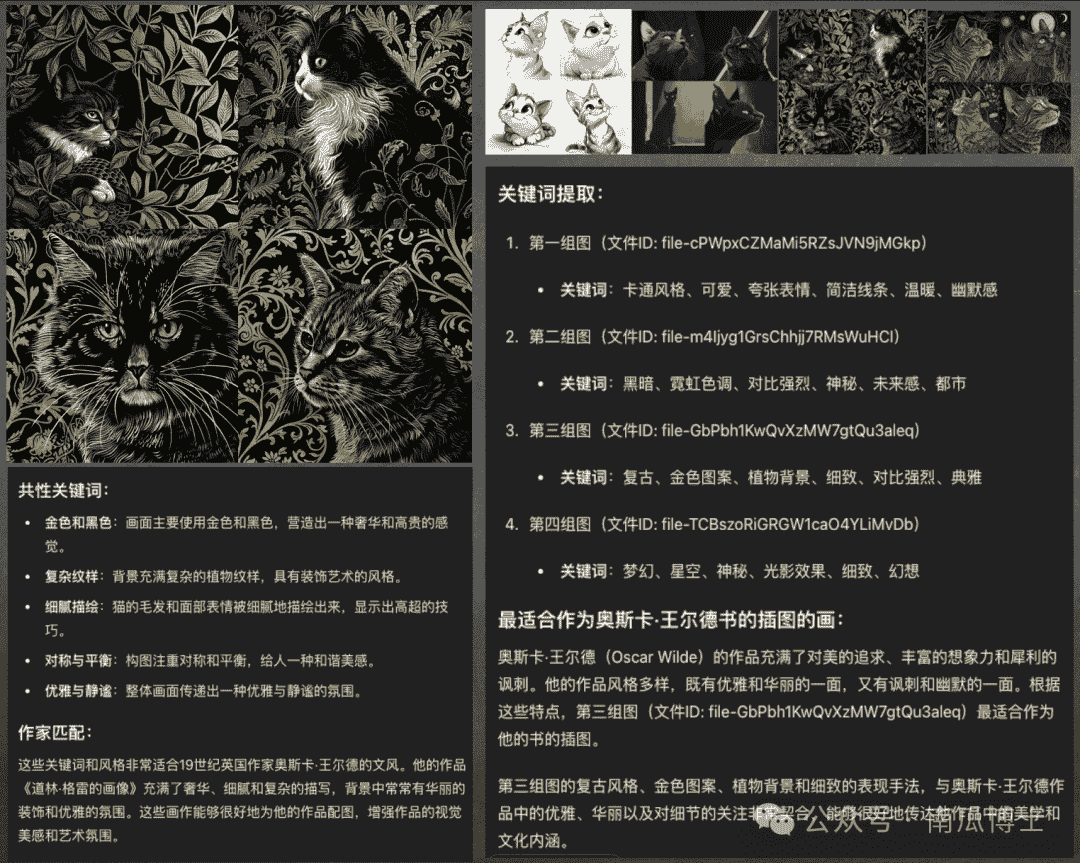 共性关键词：
• 金色和黑色：画面主要使用金色和黑色，营造出一种奢华和高贵的感
觉。
• 复杂纹样：背景充满复杂的植物纹样，具有装饰艺术的风格。
• 细腻描绘：猫的毛发和面部表情被细腻地描绘出来，显示出高超的技
巧。
• 对称与平衡：构图注重对称和平衡，给人一种和谐美感。
• 优雅与静谧：整体画面传递出一种优雅与静谧的氛围。
作家匹配：
这些关键词和风格非常适合19世纪英国作家奥斯卡·王尔德的文风。他的作品
《道林·格雷的画像》充满了奢华、细腻和复杂的描写，背景中常常有华丽的
装饰和优雅的氛围。这些画作能够很好地为他的作品配图，增强作品的视觉
美感和艺术氛围。
关键词提取：
1. 第一组图（文件ID: file-cPWpxCZMaMi5RZsJVN9jMGkp）
• 关键词：卡通风格、可爱、夸张表情、简洁线条、温暖、幽默感
2. 第二组图（文件ID: file-m4Ijyg1GrsChhjj7RMsWuHCl）
• 关键词：黑暗、霓虹色调、对比强烈、神秘、未来感、都市
3. 第三组图（文件ID: file-GbPbh1KwQvXzMW7gtQu3aleq）
• 关键词：复古、金色图案、植物背景、细致、对比强烈、典雅
4. 第四组图（文件ID: file-TCBszoRiGRGW1caO4YLiMvDb）
• 关键词：梦幻、星空、神秘、光影效果、细致、幻想
最适合作为奥斯卡·王尔德书的插图的画：
奥斯卡·王尔德（Oscar Wilde）的作品充满了对美的追求、丰富的想象力和犀利的
讽刺。他的作品风格多样，既有优雅和华丽的一面，又有讽刺和幽默的一面。根据
这些特点，第三组图（文件ID: file-GbPbh1KwQvXzMW7gtQu3aleq）最适合作为
他的书的插图。
第三组图的复古风格、金色图案、植物背景和细致的表现手法，与奥斯卡·王尔德作
品中的优雅、华丽以及对细节的关注非常契合，能够很好地传达他作品中的美学和
文化内涵。
公众号·南瓜博士